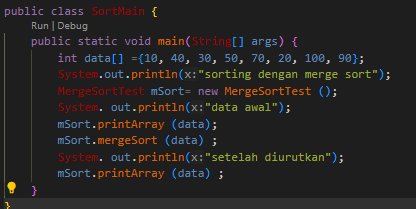 public class SortMain {
Run | Debug
public static void main(String[] args) {
int data[] ={10, 40, 30, 50, 70, 20, 100, 90};
System.out.println(x:"sorting dengan merge sort");
MergeSortTest mSort= new MergeSortTest ();
System. out.println(x:"data awal");
mSort.printArray (data);
mSort.mergeSort (data) ;
System. out.println(x:"setelah diurutkan");
mSort.printArray (data) ;
}
}